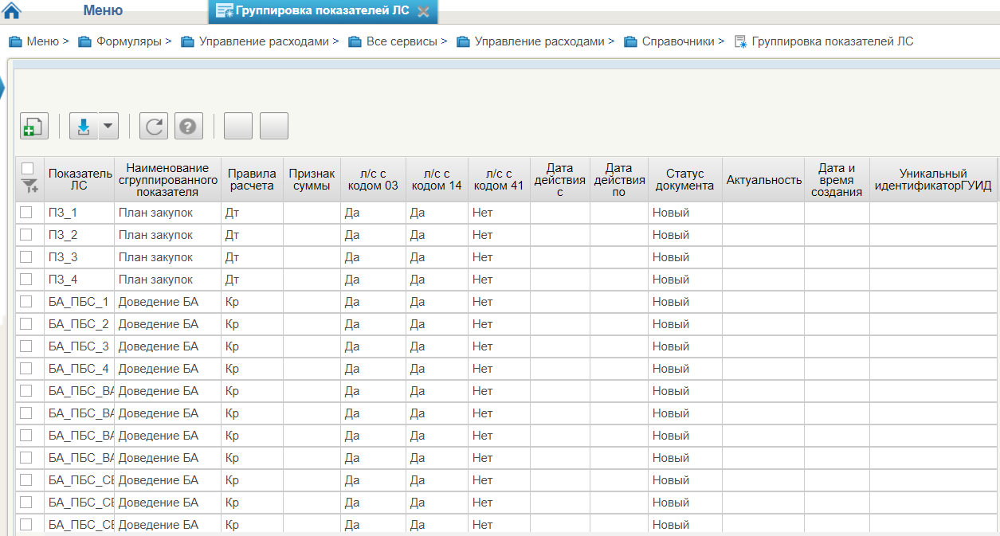 Меню
Группировка показателей ЛС
Меню > Формуляры > Управление расходами > Все сервисы > Управление расходами > Справочники > Группировка показателей ЛС
Показатель ЛС Наименование сгруппированного показателя Правила расчета Признак суммы л/с с кодом 03 л/с с кодом 14 л/с с кодом 41 Дата действия с Дата действия по Статус документа Актуальность Дата и время создания Уникальный идентификаторГУИД
ПЗ_1 План закупок Дт Да Да Нет Новый
ПЗ_2 План закупок Дт Да Да Нет Новый
ПЗ_3 План закупок Дт Да Да Нет Новый
ПЗ_4 План закупок Дт Да Да Нет Новый
БА_ПБС_1 Доведение БА Кр Да Да Нет Новый
БА_ПБС_2 Доведение БА Кр Да Да Нет Новый
БА_ПБС_3 Доведение БА Кр Да Да Нет Новый
БА_ПБС_4 Доведение БА Кр Да Да Нет Новый
БА_ПБС_ВА Доведение БА Кр Да Да Нет Новый
БА_ПБС_ВА Доведение БА Кр Да Да Нет Новый
БА_ПБС_ВА Доведение БА Кр Да Да Нет Новый
БА_ПБС_ВА Доведение БА Кр Да Да Нет Новый
БА_ПБС_СБ Доведение БА Кр Да Да Нет Новый
БА_ПБС_СБ Доведение БА Кр Да Да Нет Новый
БА_ПБС_СБ Доведение БА Кр Да Да Нет Новый